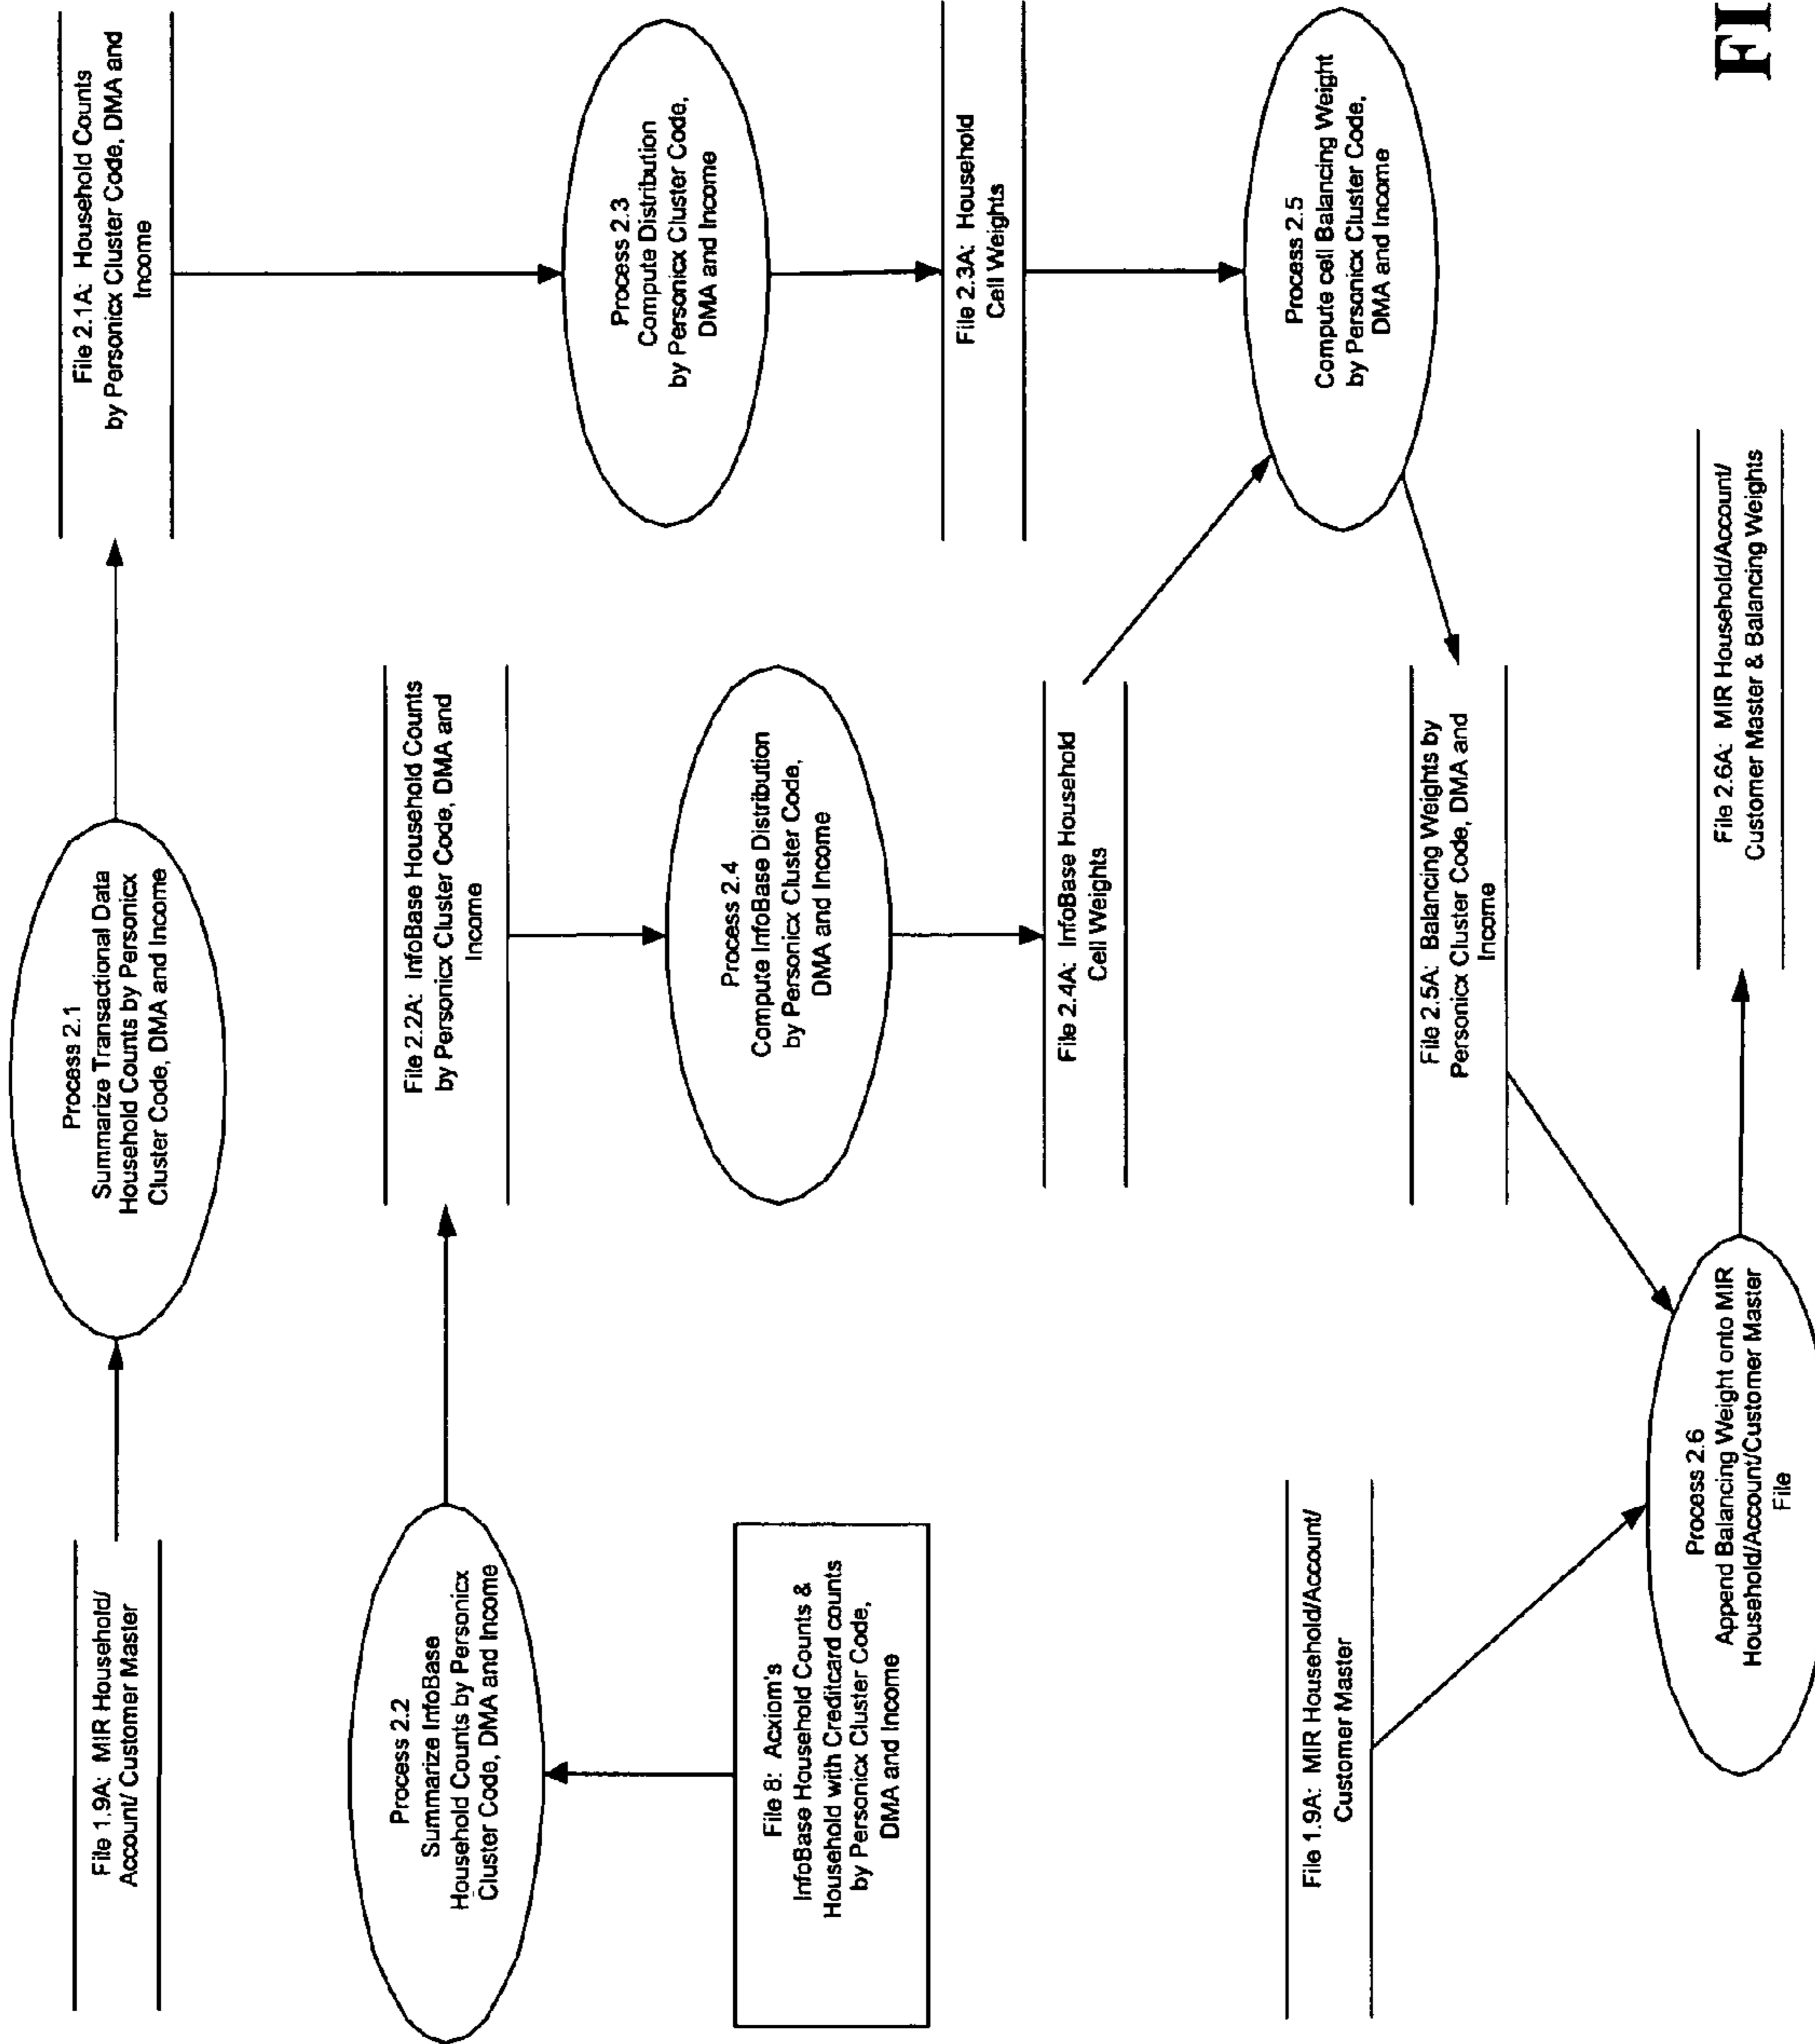 File 1.9A: MIR Household/
Account/ Customer Master
Process 2.1
Summarize Transactional Data
Household Counts by Personicx
Cluster Code, DMA and Income
File 2.1A: Household Counts
by Personicx Cluster Code, DMA and
Income
Process 2.2
Summarize InfoBase
Household Counts by Personicx
Cluster Code, DMA and Income
File 2.2A: InfoBase Household Counts
by Personicx Cluster Code, DMA and
Income
Process 2.3
Compute Distribution
by Personicx Cluster Code,
DMA and Income
File 8: Acxiom's
InfoBase Household Counts &
Household with Creditcard counts
by Personicx Cluster Code,
DMA and Income
Process 2.4
Compute InfoBase Distribution
by Personicx Cluster Code,
DMA and Income
File 2.3A: Household
Cell Weights
File 2.4A: InfoBase Household
Cell Weights
Process 2.5
Compute cell Balancing Weight
by Personicx Cluster Code,
DMA and Income
File 1.9A: MIR Household/Account/
Customer Master
File 2.5A: Balancing Weights by
Personicx Cluster Code, DMA and
Income
Process 2.6
Append Balancing Weight onto MIR
Household/Account/Customer Master
File
File 2.6A: MIR Household/Account/
Customer Master & Balancing Weights
FI